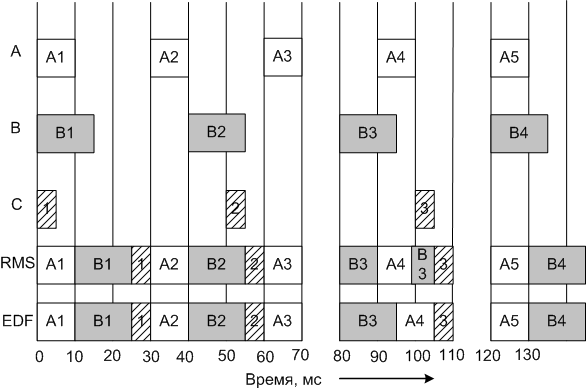 A A1 A2 A3 A4 A5
B B1 B2 B3 B4
C 1 2 3
RMS A1 B1 1 A2 B2 2 A3 B3 A4 B 3 3 A5 B4
EDF A1 B1 1 A2 B2 2 A3 B3 A4 3 A5 B4
0 10 20 30 40 50 60 70 80 90 100 110 120 130
Время, мс